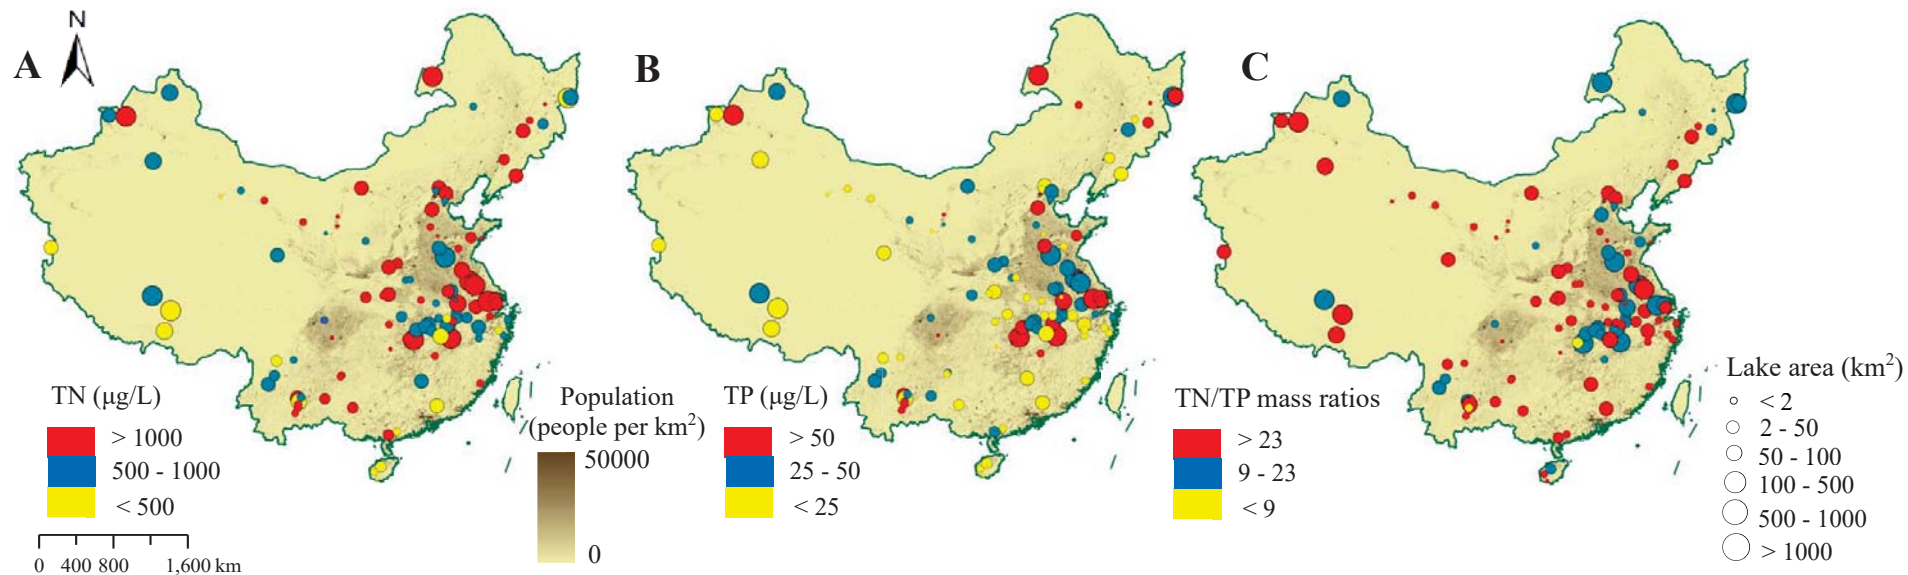 N
A
B
C
TN (µg/L)
> 1000
500 - 1000
< 500
0 400 800 1,600 km
Population
(people per km²)
50000
0
TP (µg/L)
> 50
25 - 50
< 25
TN/TP mass ratios
> 23
9 - 23
< 9
Lake area (km²)
< 2
2 - 50
50 - 100
100 - 500
500 - 1000
> 1000